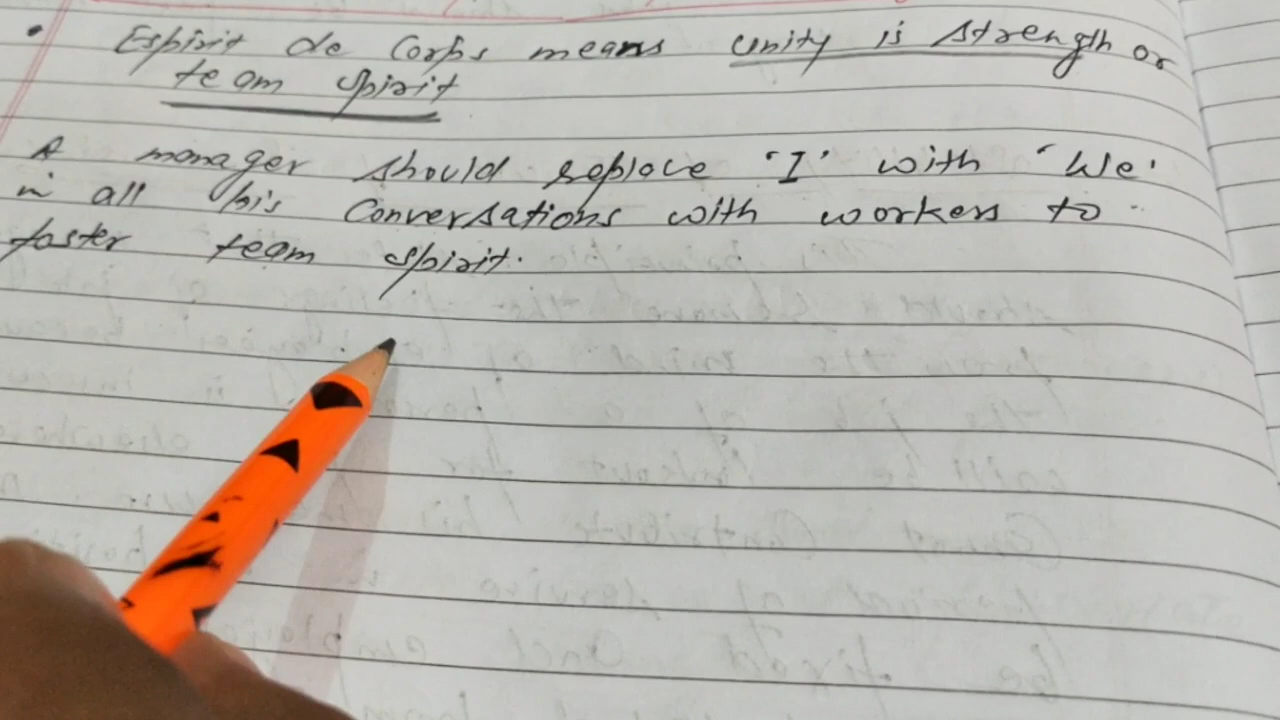 • Espirit de Corps means unity is strength or
team spirit
A manager should replace 'I' with 'We'
in all his Conversations with workers to
foster team spirit.